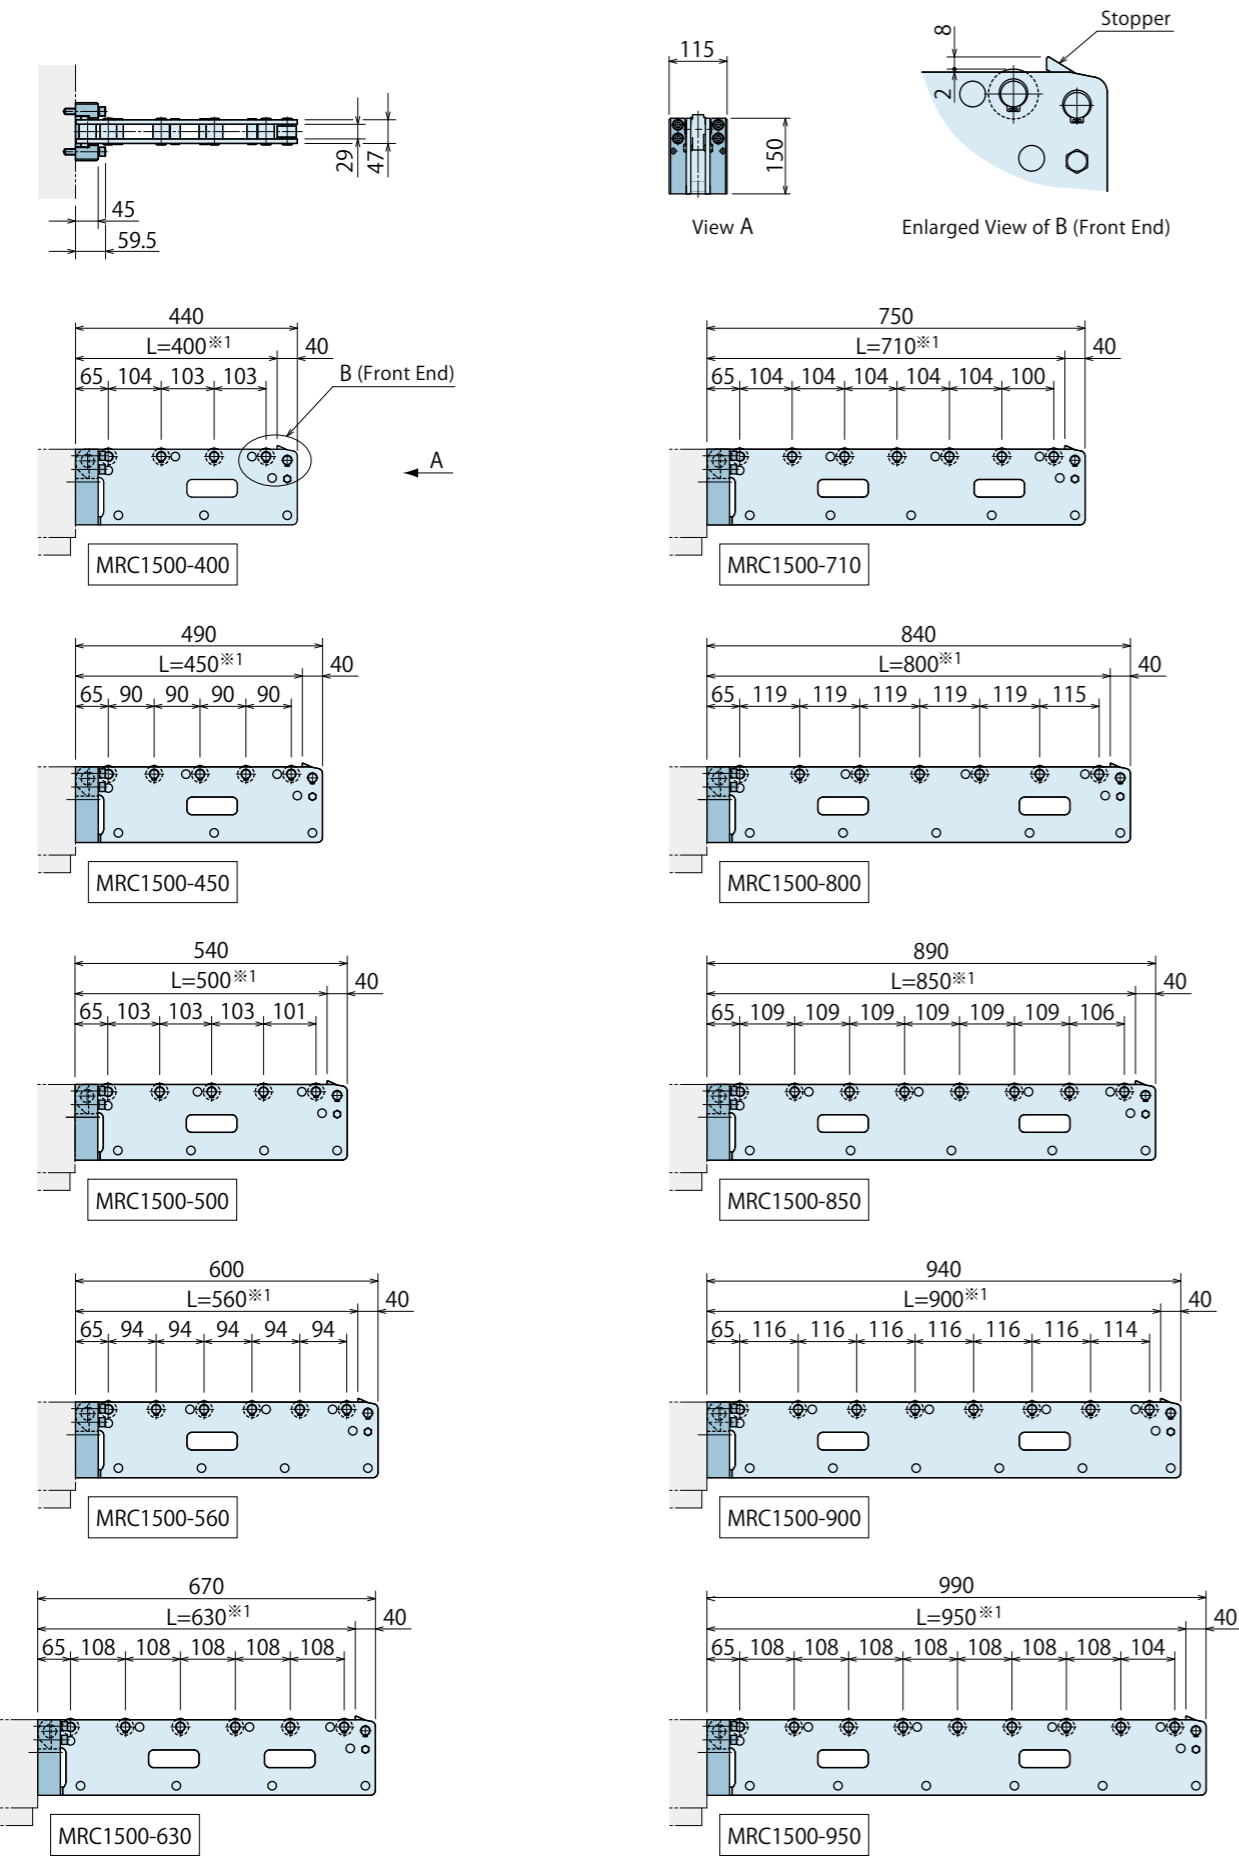 Stopper
115
8
2
29
47
150
45
59.5
View A
Enlarged View of B (Front End)
440
L=400※1
40
65 104 103 103
B (Front End)
A
MRC1500-400
750
L=710※1
40
65 104 104 104 104 104 100
MRC1500-710
490
L=450※1
40
65 90 90 90 90
MRC1500-450
840
L=800※1
40
65 119 119 119 119 119 115
MRC1500-800
540
L=500※1
40
65 103 103 103 101
MRC1500-500
890
L=850※1
40
65 109 109 109 109 109 109 106
MRC1500-850
600
L=560※1
40
65 94 94 94 94 94
MRC1500-560
940
L=900※1
40
65 116 116 116 116 116 116 114
MRC1500-900
670
L=630※1
40
65 108 108 108 108 108
MRC1500-630
990
L=950※1
40
65 108 108 108 108 108 108 108 104
MRC1500-950